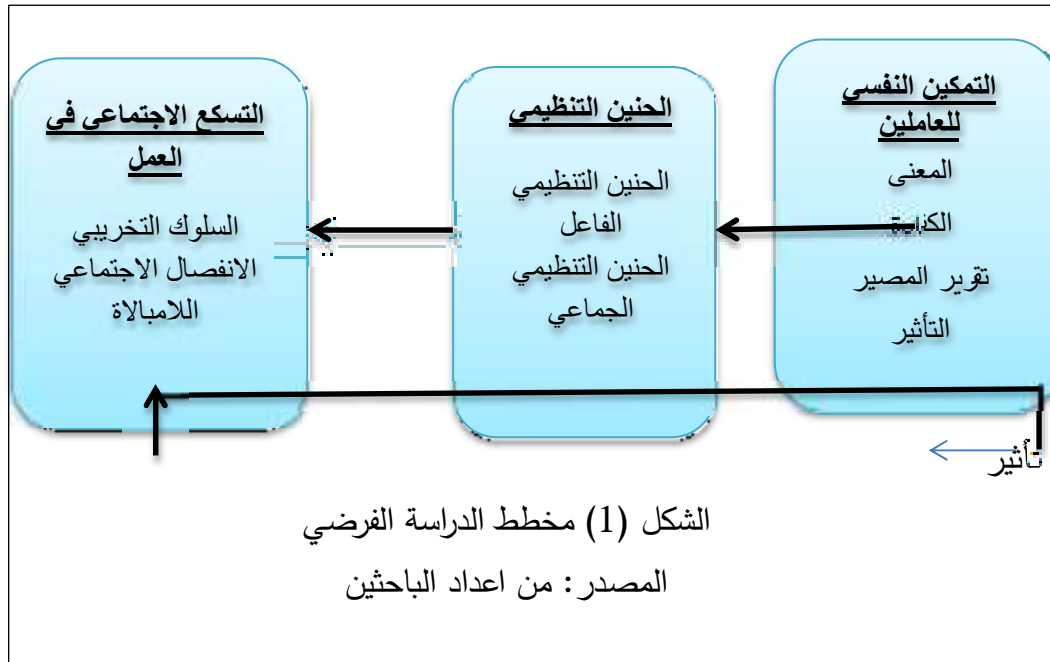 التمكين النفسي
للعاملين
المعنى
تقرير المصير
التأثير
الحنين التنظيمي
الحنين التنظيمي
الفاعل
الحنين التنظيمي
الجماعي
التسكع الاجتماعي في
العمل
السلوك التخريبي
الانفصال الاجتماعي
اللامبالاة
تأثير
الشكل (1) مخطط الدراسة الفرضي
المصدر: من اعداد الباحثين